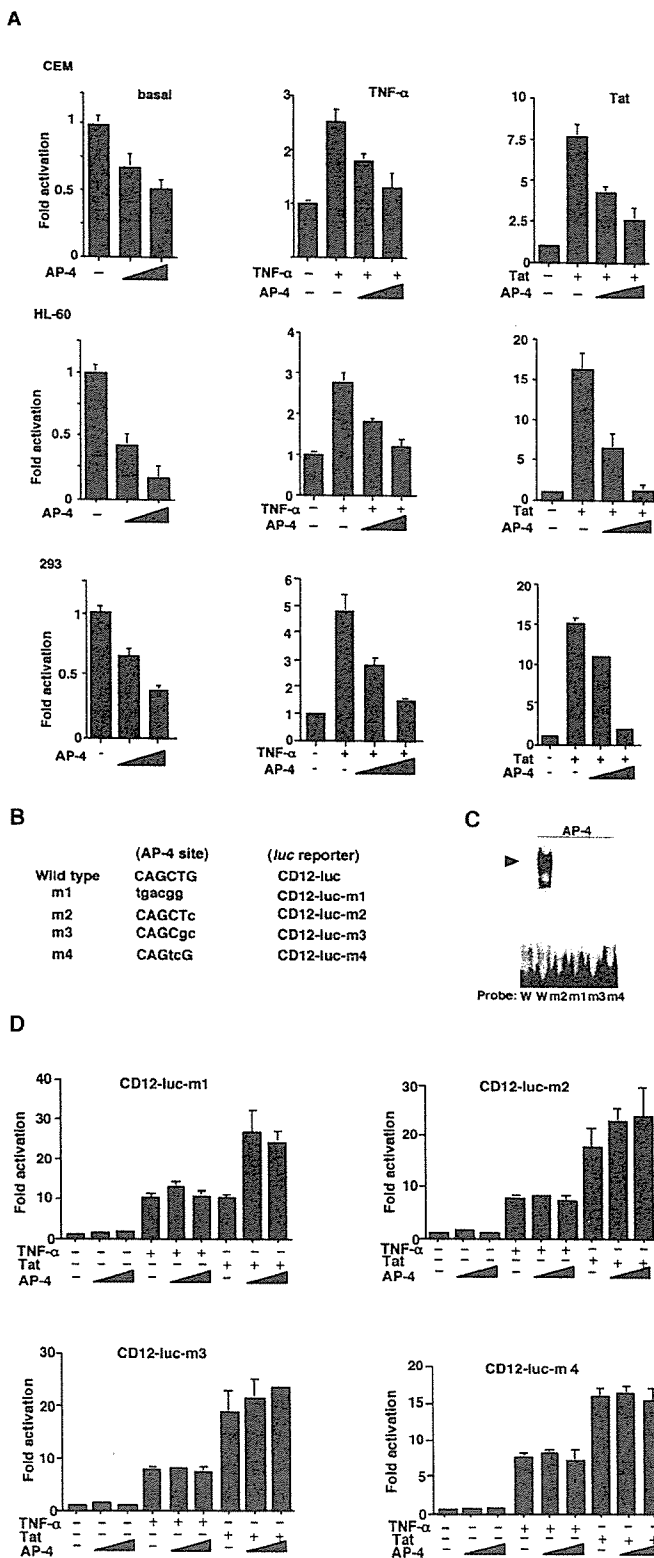 A
CEM
basal
TNF-α
Tat
Fold activation
1
0.5
0
3
2
1
0
10
7.5
5
2.5
0
AP-4 –
TNF-α – + + +
AP-4 – –
Tat – + + +
AP-4 – –
HL-60
Fold activation
1
0.5
0
4
3
2
1
0
20
15
10
5
0
AP-4 –
TNF-α – + + +
AP-4 – –
Tat – + + +
AP-4 – –
293
Fold activation
1
0.5
0
6
5
4
3
2
1
0
20
15
10
5
0
AP-4 –
TNF-α – + + +
AP-4 – –
Tat – + + +
AP-4 – –
B
(AP-4 site) (luc reporter)
Wild type CAGCTG CD12-luc
m1 tgacgg CD12-luc-m1
m2 CAGCTc CD12-luc-m2
m3 CAGCgc CD12-luc-m3
m4 CAGtcG CD12-luc-m4
C
AP-4
Probe: W W m2 m1 m3 m4
D
CD12-luc-m1
Fold activation
40
30
20
10
0
TNF-α – – – + + + – – –
Tat – – – – – – + + +
AP-4 – – –
CD12-luc-m2
Fold activation
30
20
10
0
TNF-α – – – + + + – – –
Tat – – – – – – + + +
AP-4 – – –
CD12-luc-m3
Fold activation
30
20
10
0
TNF-α – – – + + + – – –
Tat – – – – – – + + +
AP-4 – – –
CD12-luc-m 4
Fold activation
20
15
10
5
0
TNF-α – – – + + + – – –
Tat – – – – – – + + +
AP-4 – – –